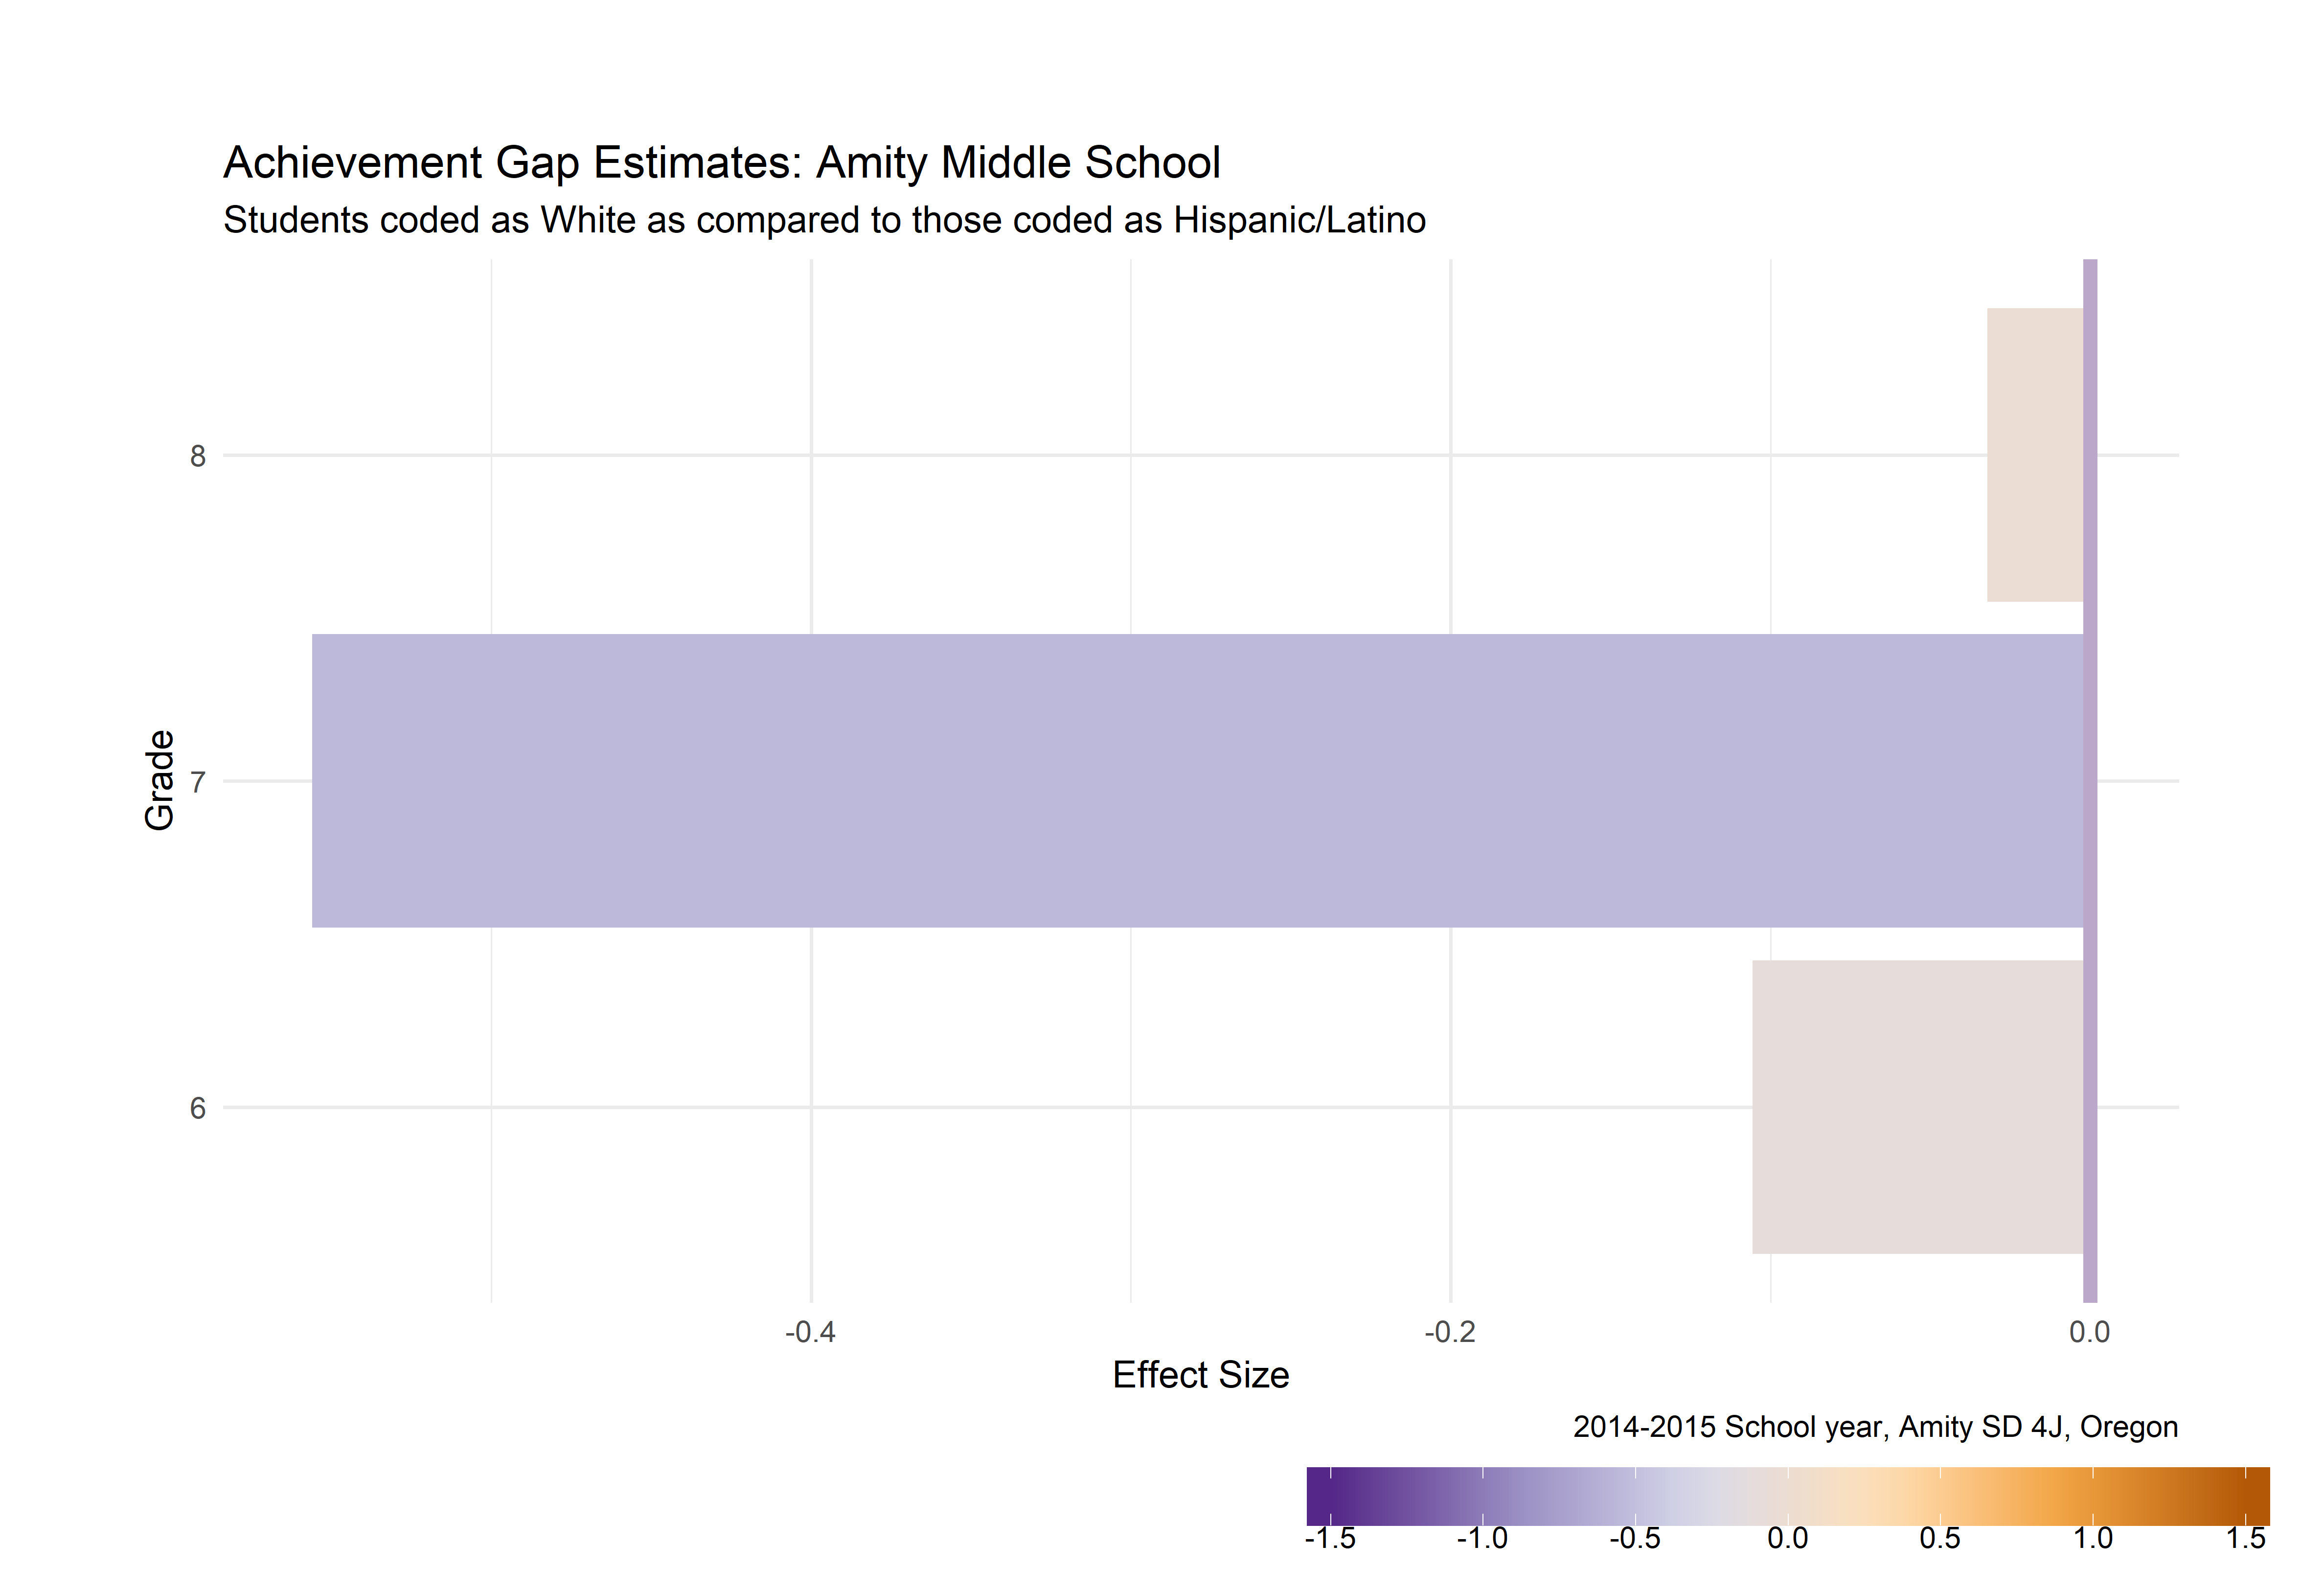 Achievement Gap Estimates: Amity Middle School
Students coded as White as compared to those coded as Hispanic/Latino
Grade
8
7
6
-0.4 -0.2 0.0
Effect Size
2014-2015 School year, Amity SD 4J, Oregon
-1.5 -1.0 -0.5 0.0 0.5 1.0 1.5